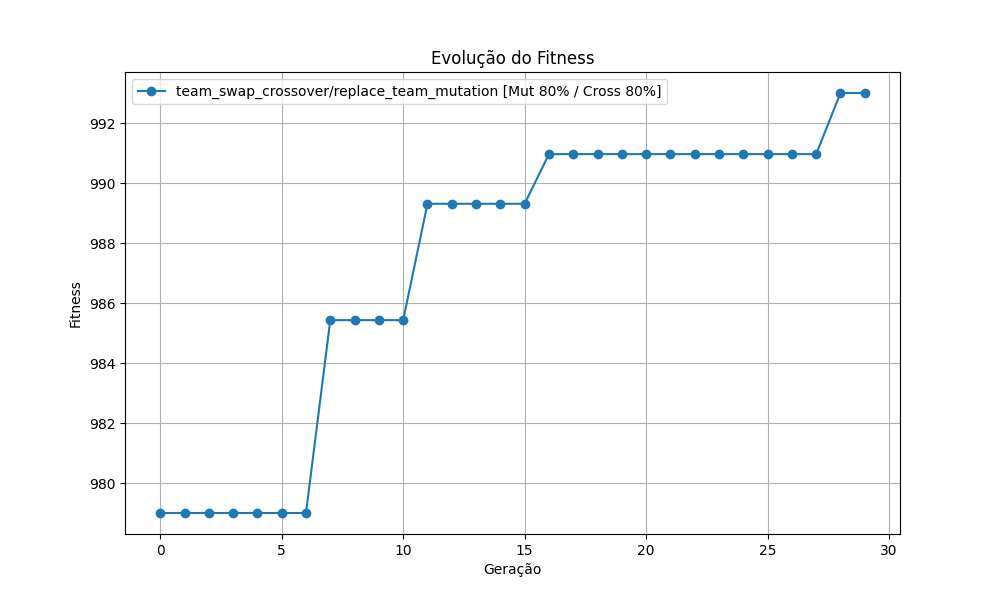 Evolução do Fitness
team_swap_crossover/replace_team_mutation [Mut 80% / Cross 80%]
Fitness
992
990
988
986
984
982
980
0 5 10 15 20 25 30
Geração